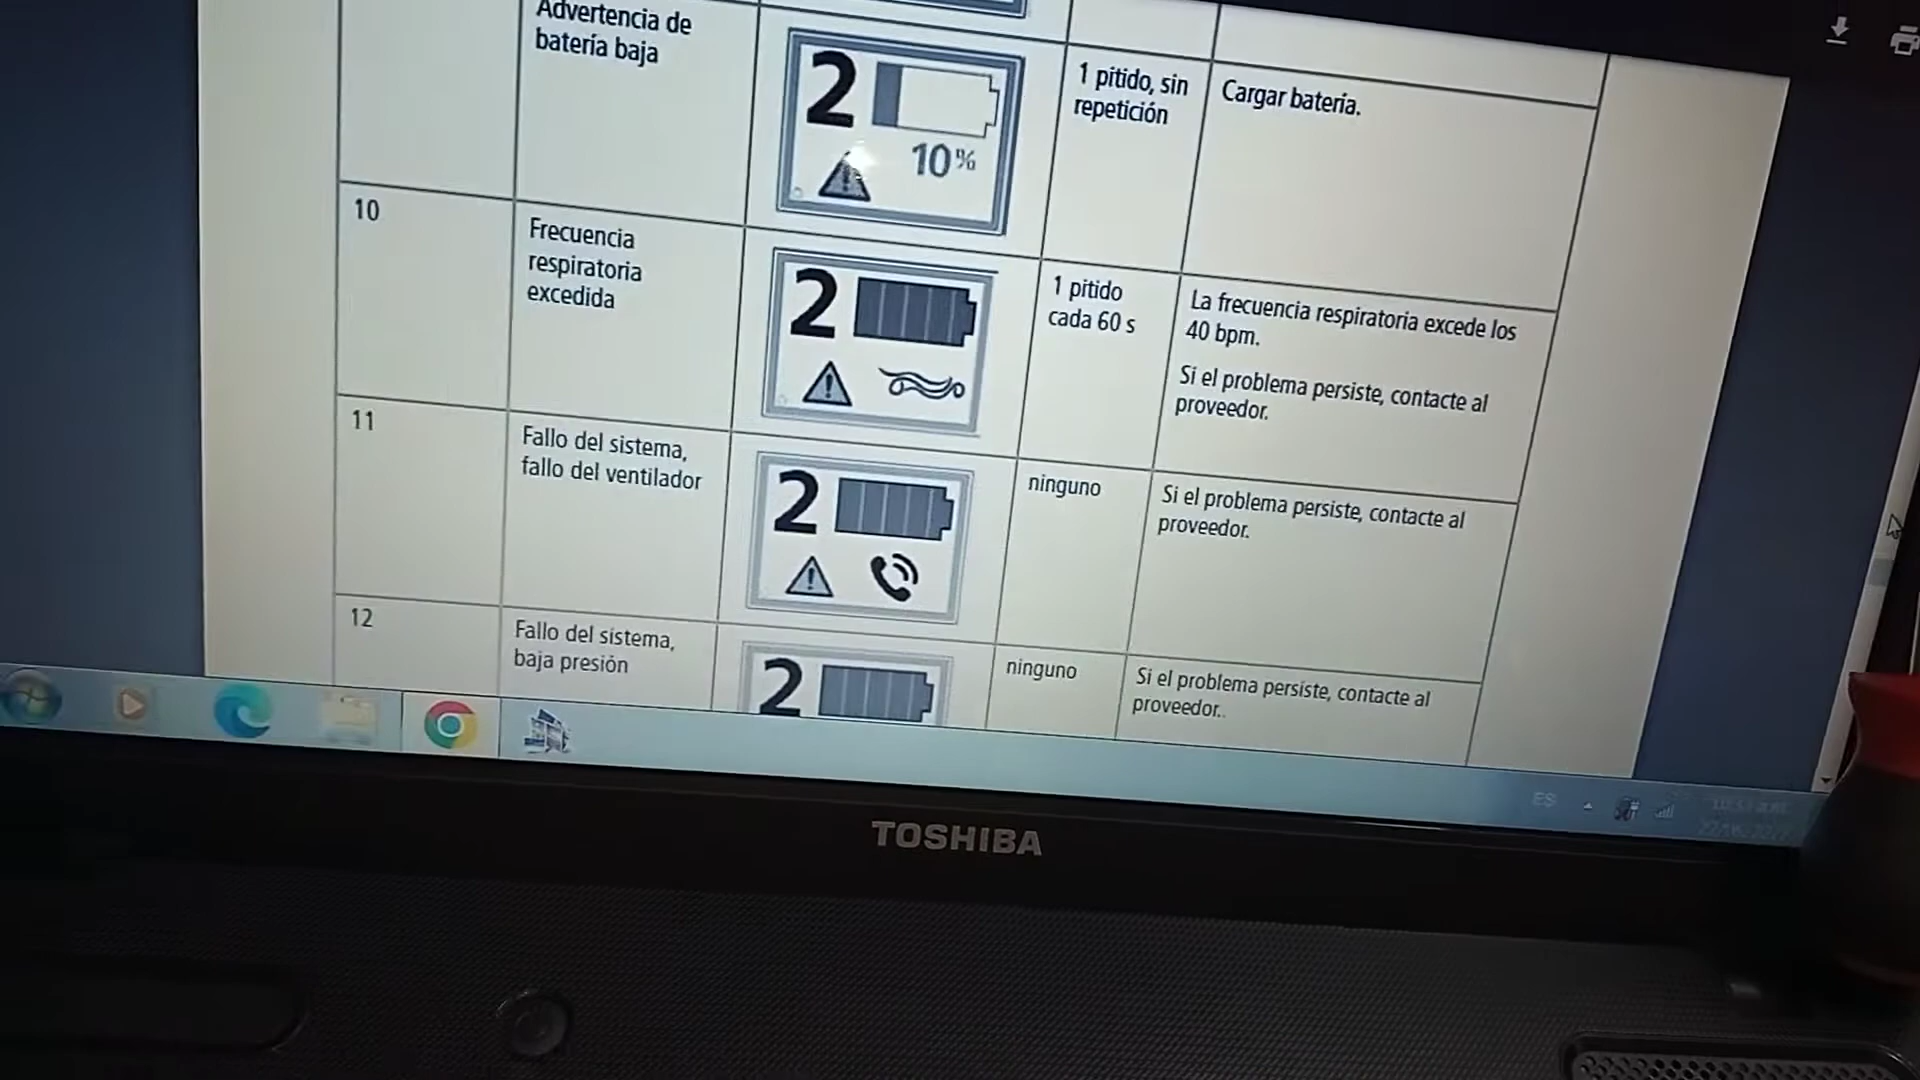 Advertencia de
batería baja
2
10%
1 pitido, sin
repetición
Cargar batería.
10
Frecuencia
respiratoria
excedida
2
1 pitido
cada 60 s
La frecuencia respiratoria excede los
40 bpm.
Si el problema persiste, contacte al
proveedor.
11
Fallo del sistema,
fallo del ventilador
2
ninguno
Si el problema persiste, contacte al
proveedor.
12
Fallo del sistema,
baja presión
2
ninguno
Si el problema persiste, contacte al
proveedor..
ES
TOSHIBA